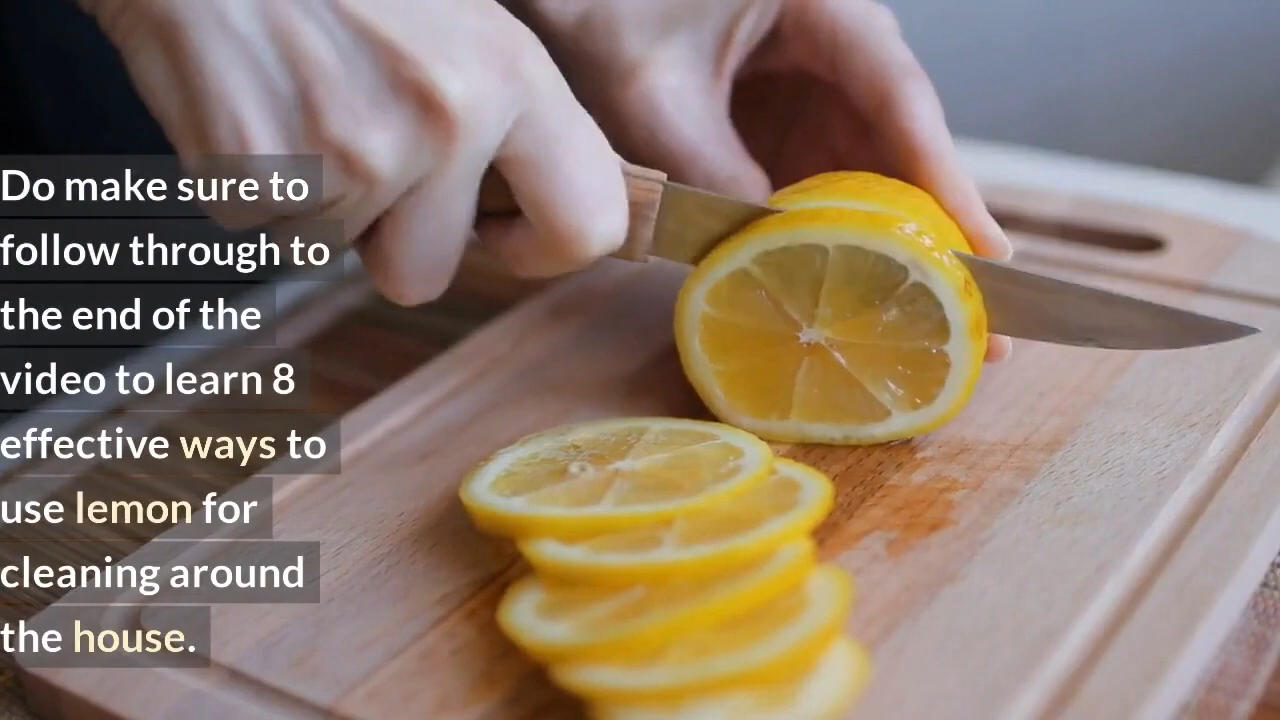 Do make sure to
follow through to
the end of the
video to learn 8
effective ways to
use lemon for
cleaning around
the house.